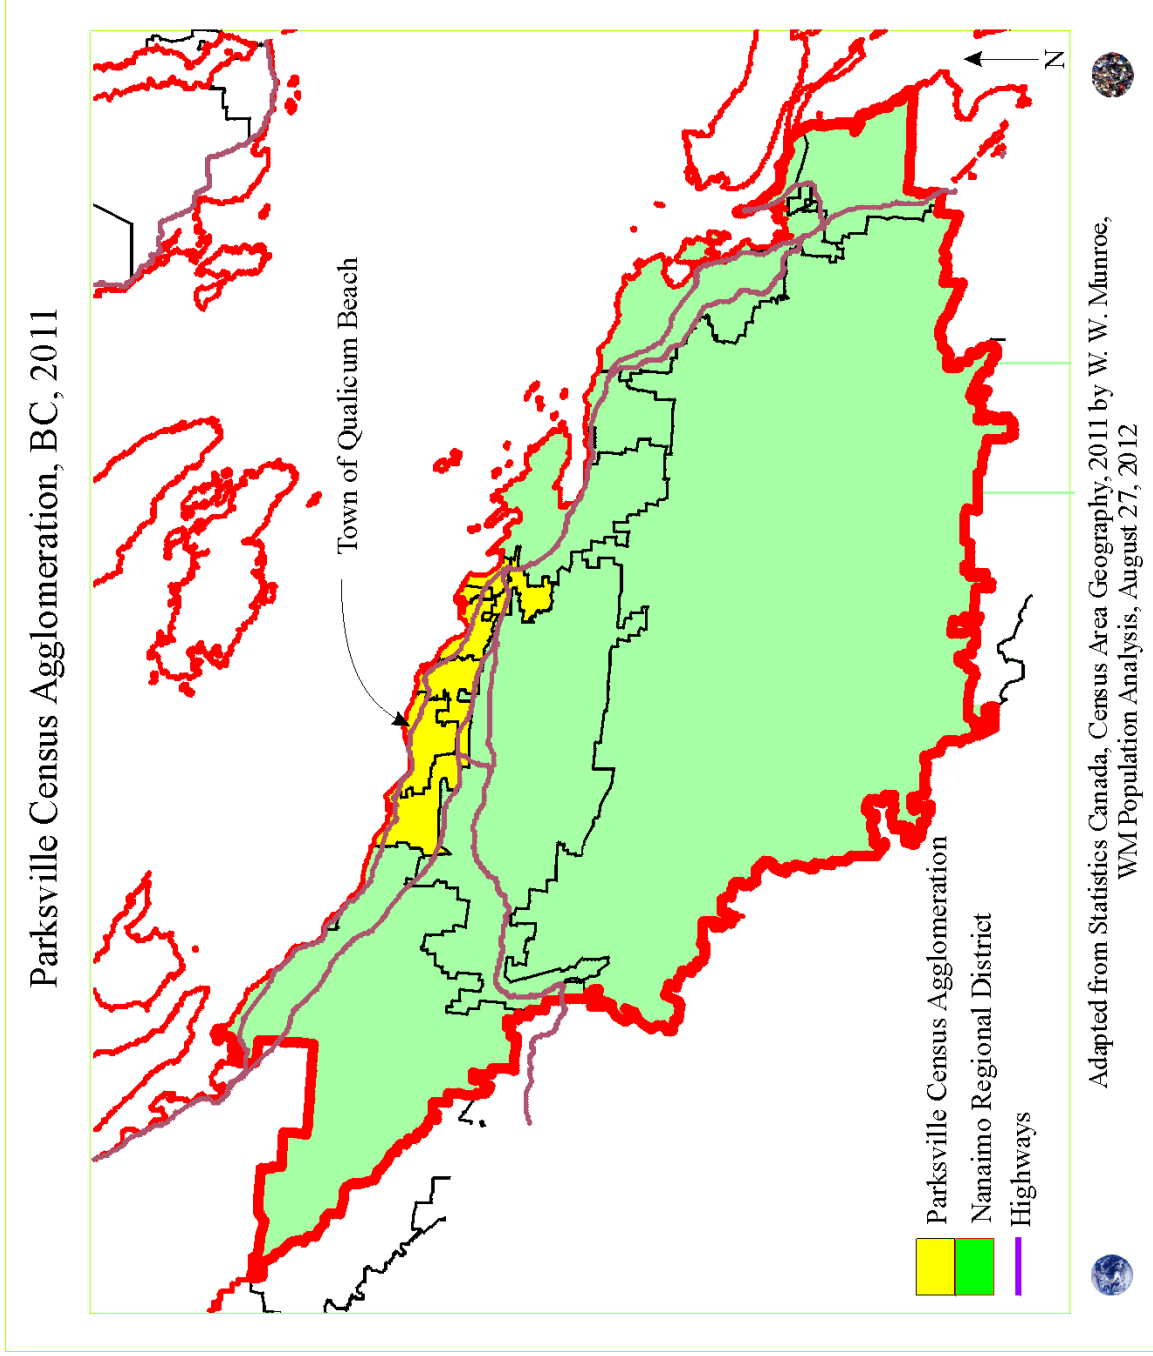 Parksville Census Agglomeration, BC, 2011
Town of Qualicum Beach
N
Parksville Census Agglomeration
Nanaimo Regional District
Highways
Adapted from Statistics Canada, Census Area Geography, 2011 by W. W. Munroe,
WM Population Analysis, August 27, 2012